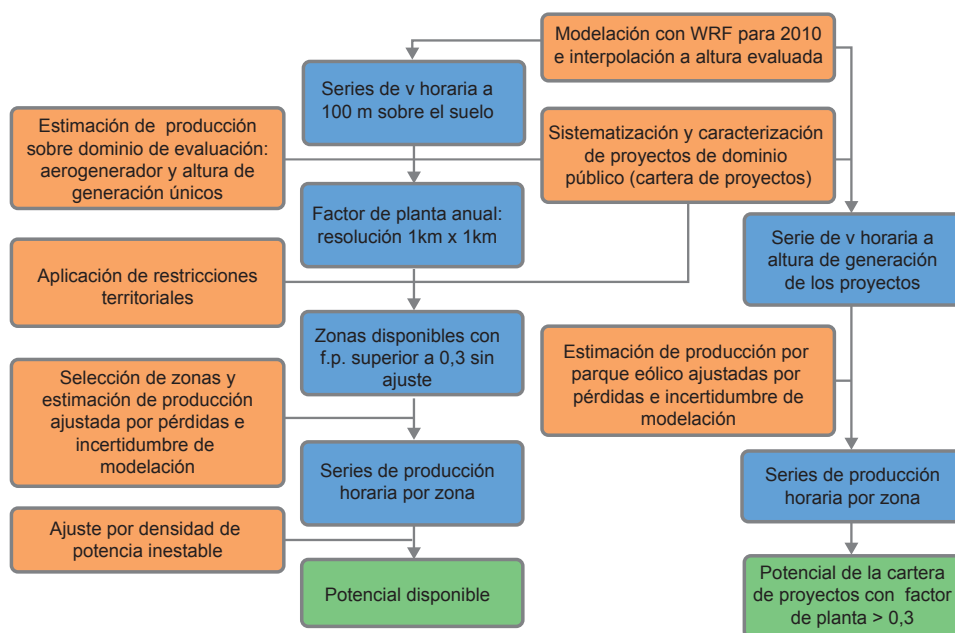 Modelación con WRF para 2010
e interpolación a altura evaluada
Series de v horaria a
100 m sobre el suelo
Estimación de producción
sobre dominio de evaluación:
aerogenerador y altura de
generación únicos
Sistematización y caracterización
de proyectos de dominio
público (cartera de proyectos)
Factor de planta anual:
resolución 1km x 1km
Serie de v horaria a
altura de generación
de los proyectos
Aplicación de restricciones
territoriales
Zonas disponibles con
f.p. superior a 0,3 sin
ajuste
Estimación de producción por
parque eólico ajustadas por
pérdidas e incertidumbre de
modelación
Selección de zonas y
estimación de producción
ajustada por pérdidas e
incertidumbre de
modelación
Series de producción
horaria por zona
Series de producción
horaria por zona
Ajuste por densidad de
potencia inestable
Potencial disponible
Potencial de la cartera
de proyectos con factor
de planta > 0,3